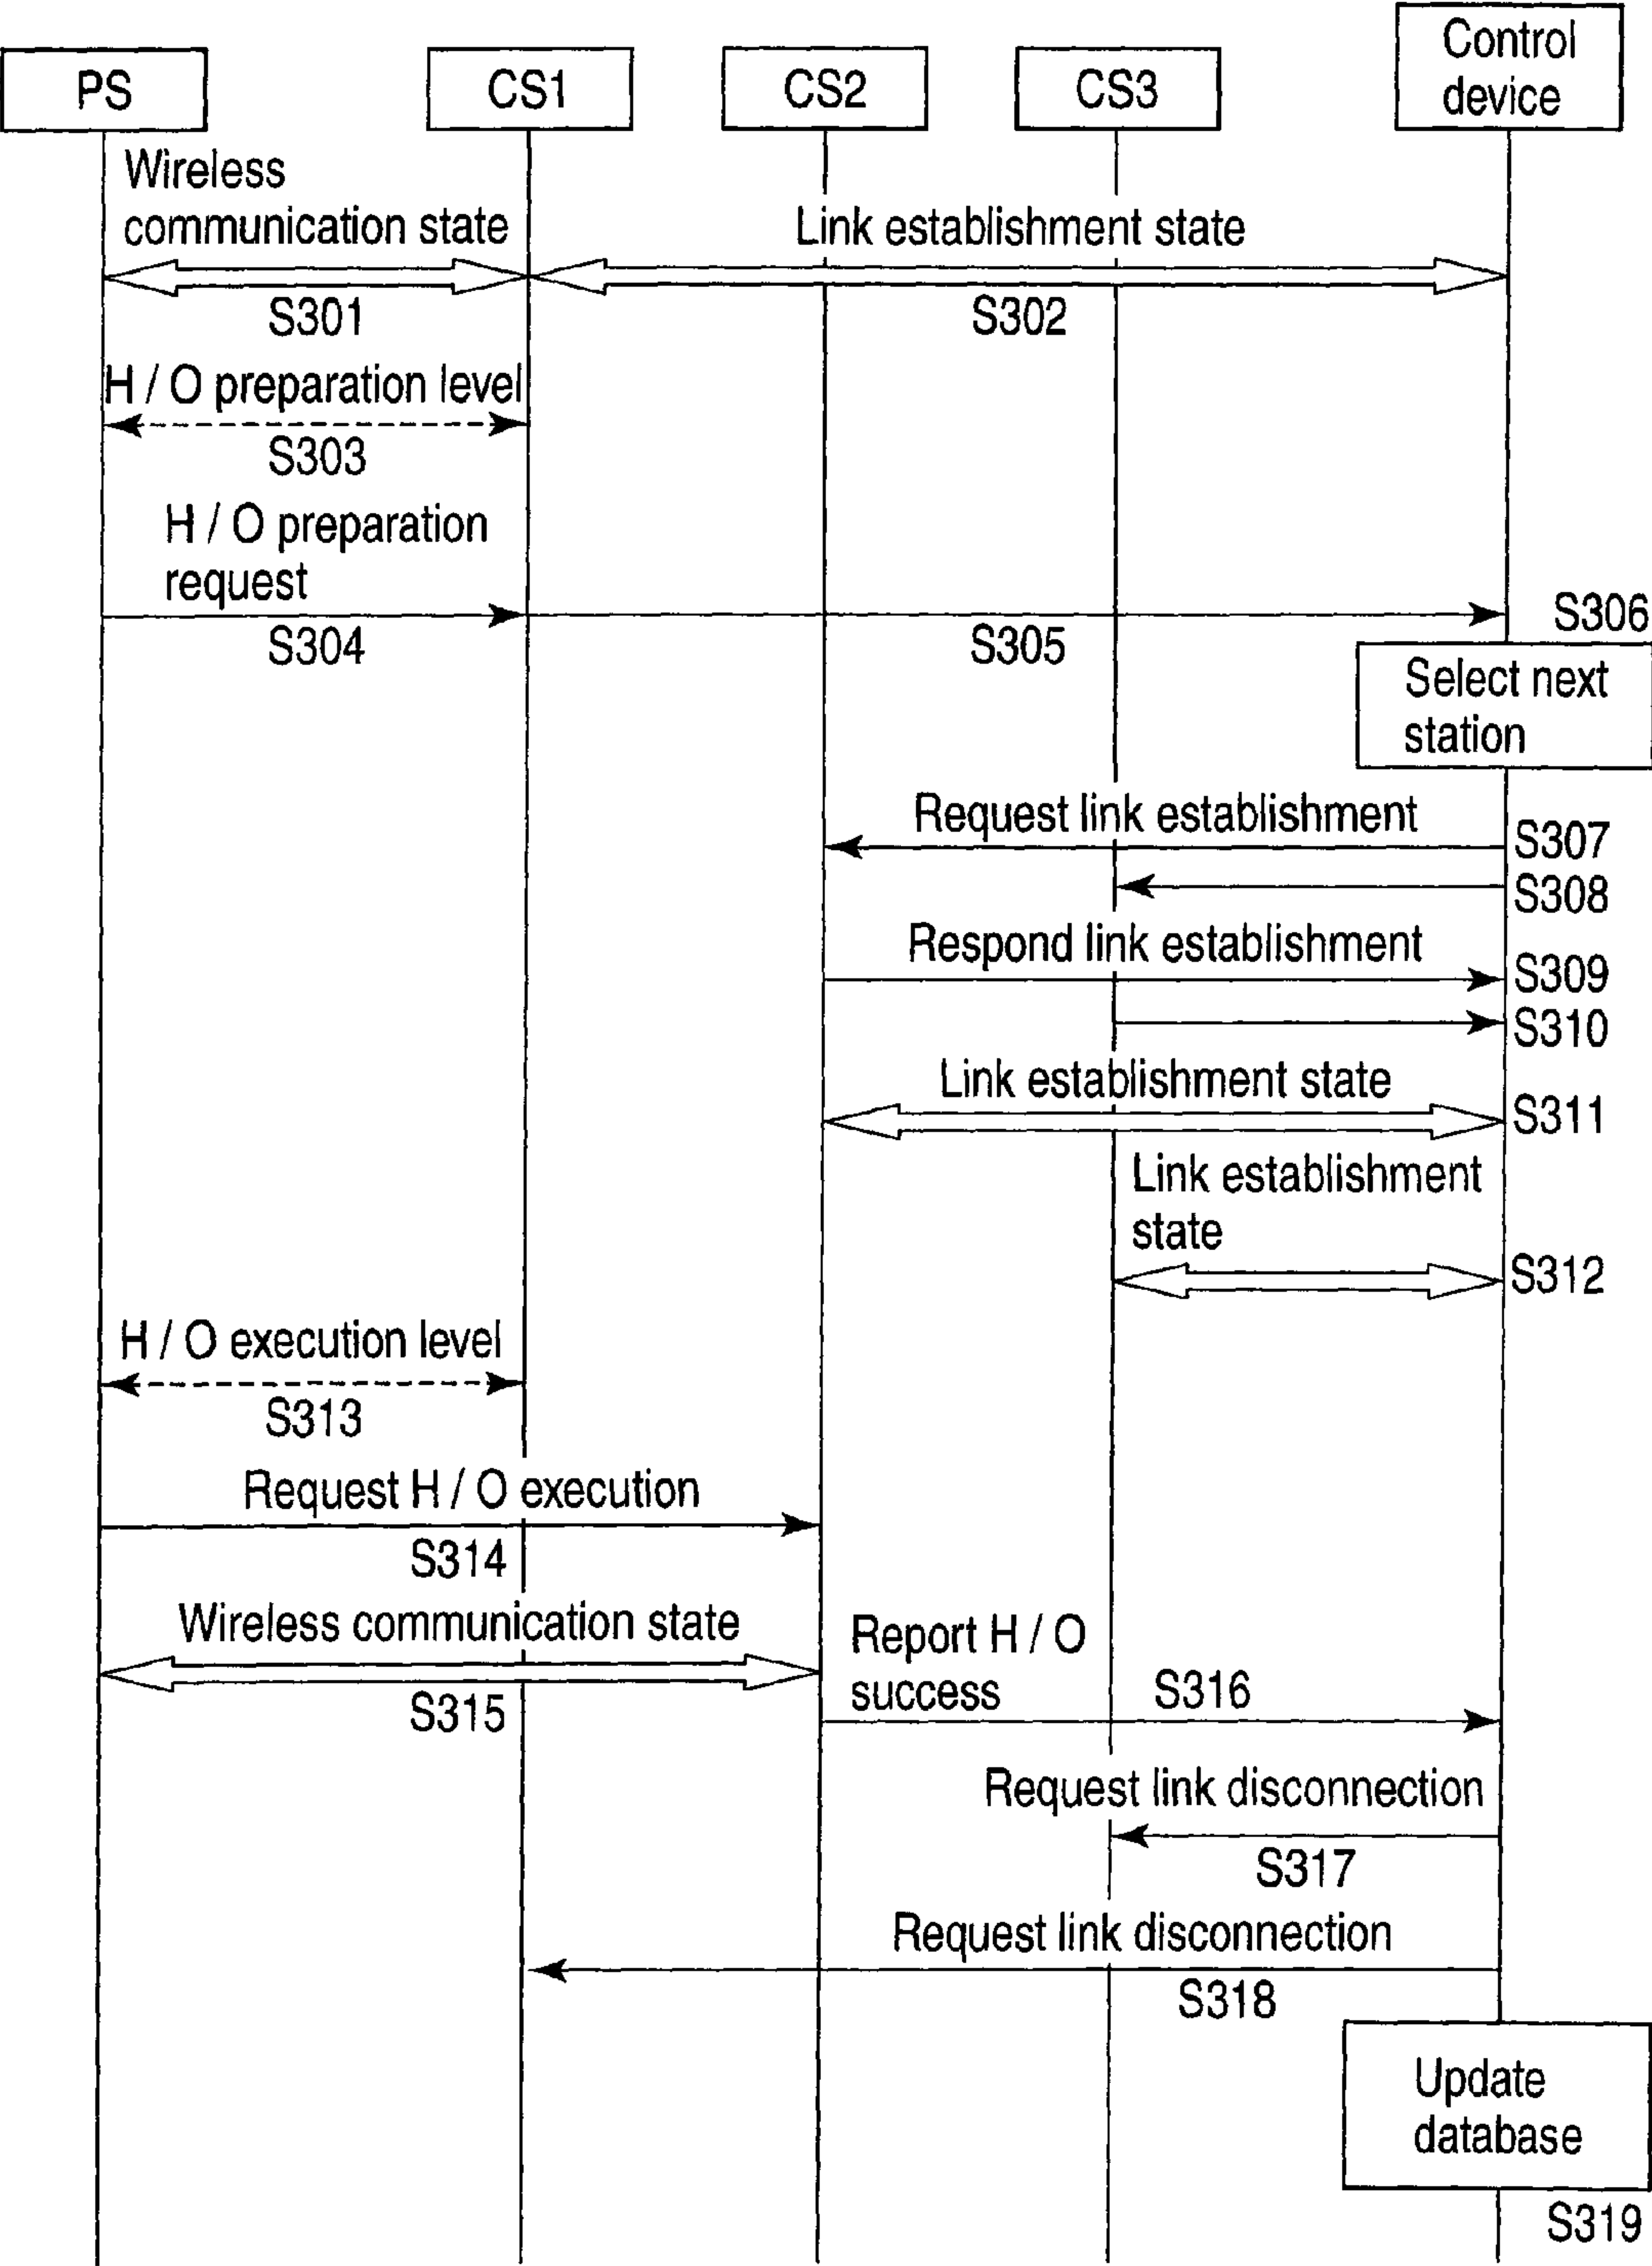 PS
CS1
CS2
CS3
Control
device
Wireless
communication state
Link establishment state
S301
S302
H / O preparation level
S303
H / O preparation
request
S304
S305
S306
Select next
station
Request link establishment
S307
S308
Respond link establishment
S309
S310
Link establishment state
S311
Link establishment
state
S312
H / O execution level
S313
Request H / O execution
S314
Wireless communication state
S315
Report H / O
success
S316
Request link disconnection
S317
Request link disconnection
S318
Update
database
S319